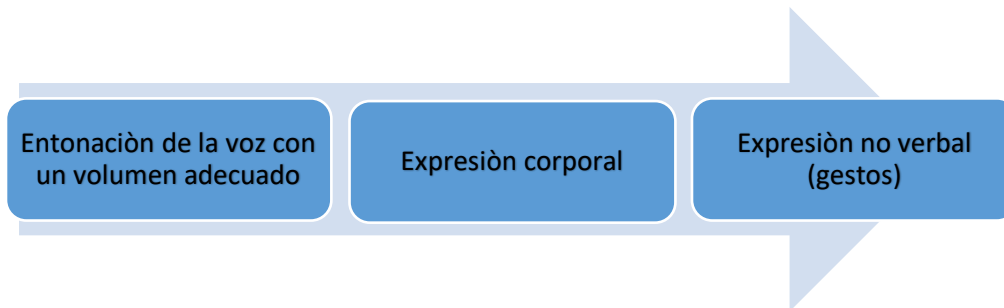 Entonaciòn de la voz con
un volumen adecuado
Expresiòn corporal
Expresiòn no verbal
(gestos)